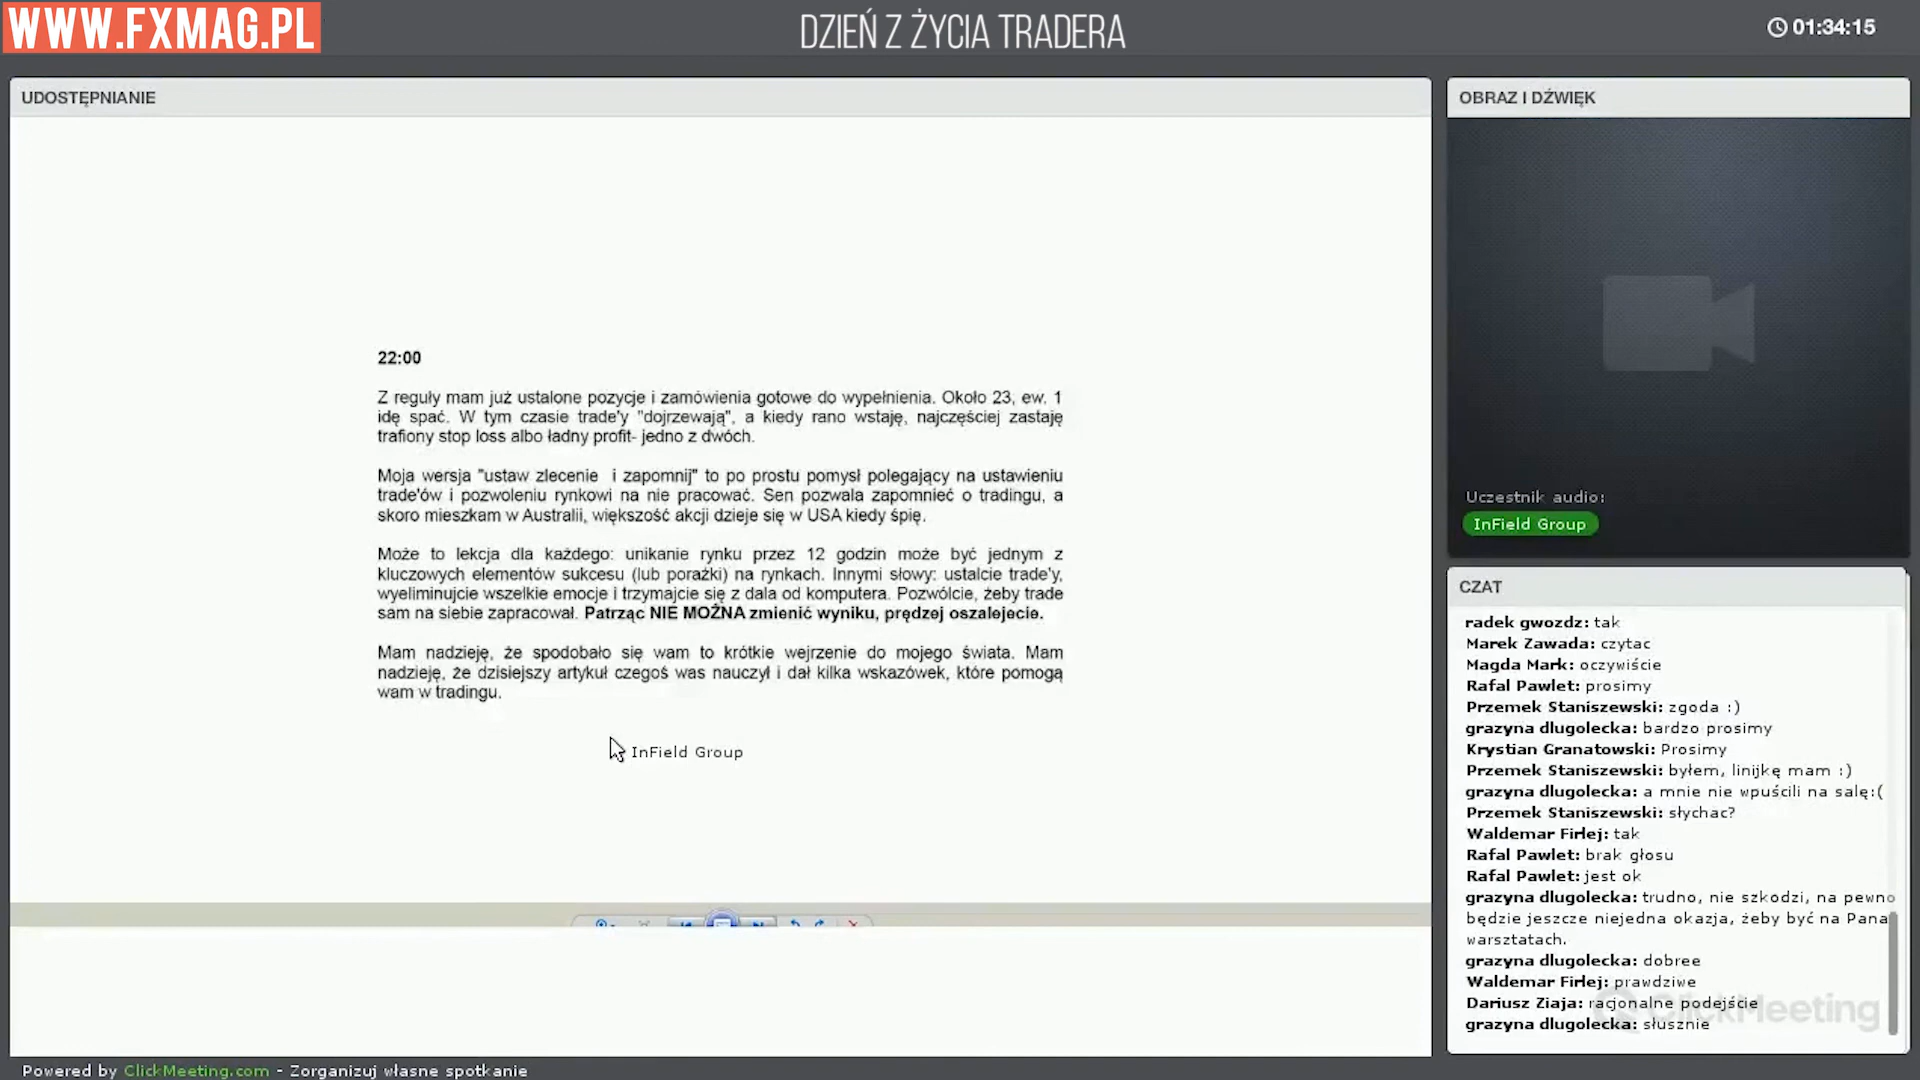 WWW.FXMAG.PL
DZIEŃ Z ŻYCIA TRADERA
01:34:15
UDOSTĘPNIANIE
22:00
Z reguły mam już ustalone pozycje i zamówienia gotowe do wypełnienia. Około 23, ew. 1
idę spać. W tym czasie trade'y "dojrzewają", a kiedy rano wstaję, najczęściej zastaję
trafiony stop loss albo ładny profit- jedno z dwóch.
Moja wersja "ustaw zlecenie i zapomnij" to po prostu pomysł polegający na ustawieniu
trade'ów i pozwoleniu rynkowi na nie pracować. Sen pozwala zapomnieć o tradingu, a
skoro mieszkam w Australii, większość akcji dzieje się w USA kiedy śpię.
Może to lekcja dla każdego: unikanie rynku przez 12 godzin może być jednym z
kluczowych elementów sukcesu (lub porażki) na rynkach. Innymi słowy: ustalcie trade'y,
wyeliminujcie wszelkie emocje i trzymajcie się z dala od komputera. Pozwólcie, żeby trade
sam na siebie zapracował. Patrząc NIE MOŻNA zmienić wyniku, prędzej oszalejecie.
Mam nadzieję, że spodobało się wam to krótkie wejrzenie do mojego świata. Mam
nadzieję, że dzisiejszy artykuł czegoś was nauczył i dał kilka wskazówek, które pomogą
wam w tradingu.
InField Group
OBRAZ I DŹWIĘK
Uczestnik audio:
InField Group
CZAT
radek gwozdz: tak
Marek Zawada: czytac
Magda Mark: oczywiście
Rafal Pawlet: prosimy
Przemek Staniszewski: zgoda :)
grazyna dlugolecka: bardzo prosimy
Krystian Granatowski: Prosimy
Przemek Staniszewski: byłem, linijkę mam :)
grazyna dlugolecka: a mnie nie wpuścili na salę:(
Przemek Staniszewski: słychac?
Waldemar Firlej: tak
Rafal Pawlet: brak głosu
Rafal Pawlet: jest ok
grazyna dlugolecka: trudno, nie szkodzi, na pewno
będzie jeszcze niejedna okazja, żeby być na Pana
warsztatach.
grazyna dlugolecka: dobree
Waldemar Firlej: prawdziwe
Dariusz Ziaja: racjonalne podejście
grazyna dlugolecka: słusznie
ClickMeeting
Powered by ClickMeeting.com - Zorganizuj własne spotkanie